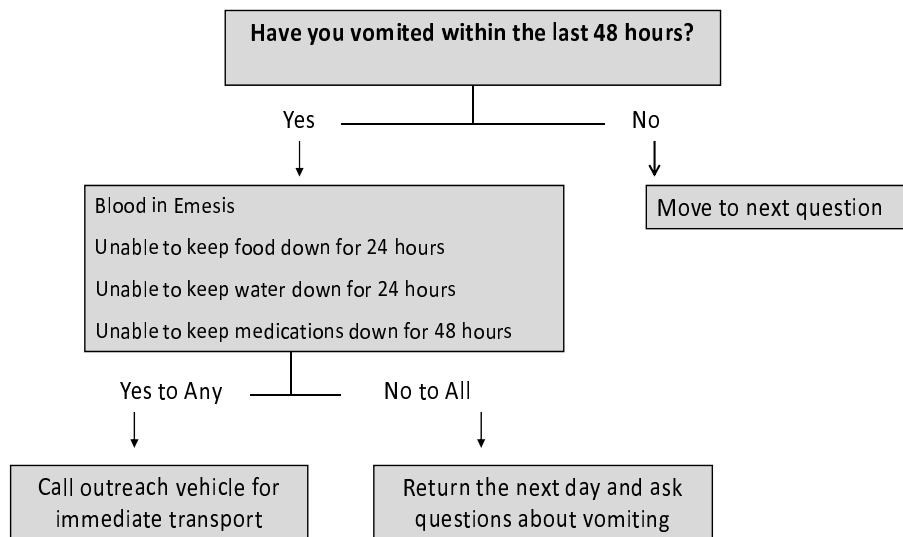 Have you vomited within the last 48 hours?
Yes
No
Blood in Emesis
Unable to keep food down for 24 hours
Unable to keep water down for 24 hours
Unable to keep medications down for 48 hours
Move to next question
Yes to Any
No to All
Call outreach vehicle for
immediate transport
Return the next day and ask
questions about vomiting